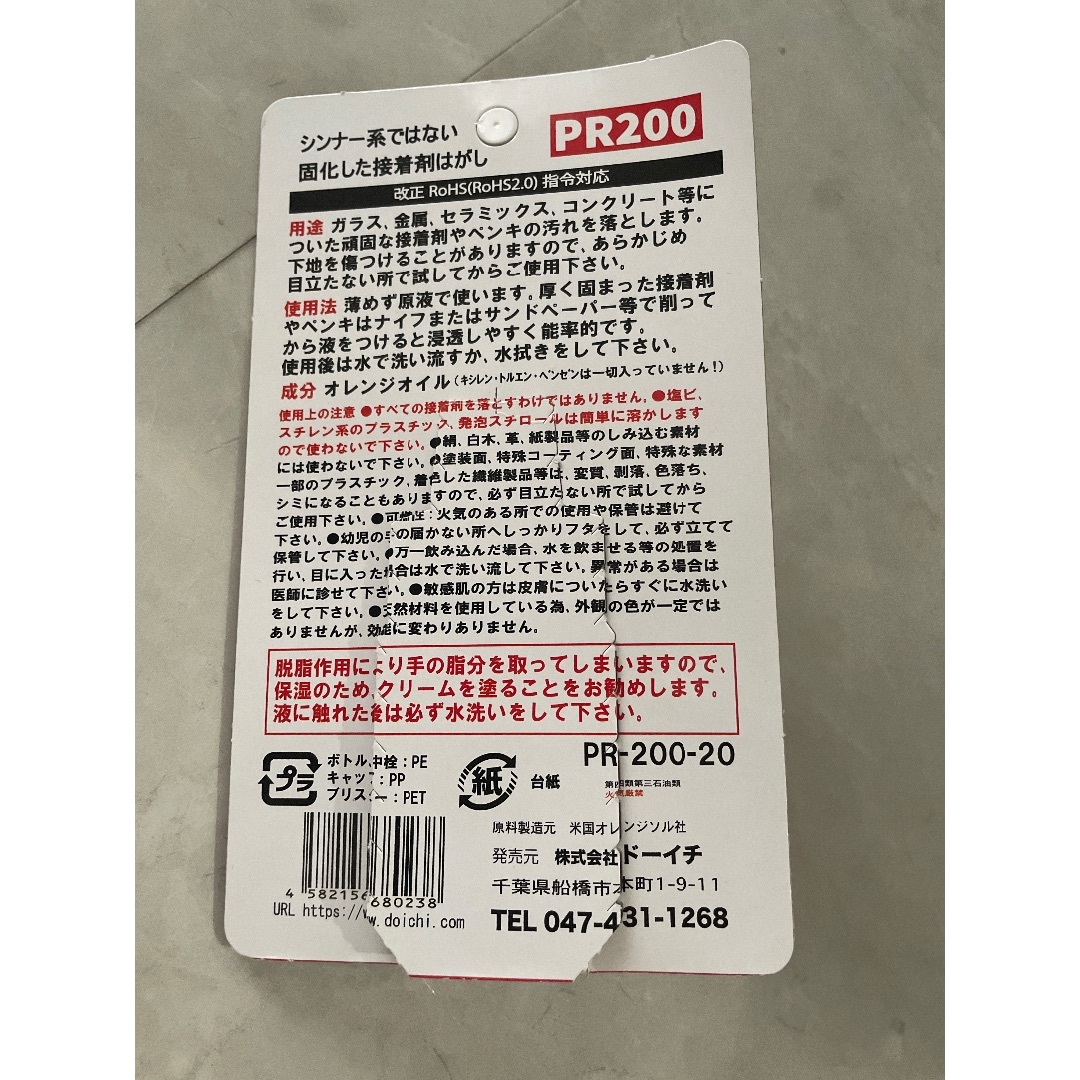 シンナー系ではない
固化した接着剤はがし
PR200
改正 RoHS(RoHS2.0) 指令対応
用途 ガラス、金属、セラミックス、コンクリート等に
ついた頑固な接着剤やペンキの汚れを落とします。
下地を傷つけることがありますので、あらかじめ
目立たない所で試してからご使用下さい。
使用法 薄めず原液で使います。厚く固まった接着剤
やペンキはナイフまたはサンドペーパー等で削って
から液をつけると浸透しやすく能率的です。
使用後は水で洗い流すか、水拭きをして下さい。
成分 オレンジオイル(キシレン・トルエン・ベンゼンは一切入っていません!)
使用上の注意 ●すべての接着剤を落とすわけではありません。●塩ビ、
スチレン系のプラスチック、発泡スチロールは簡単に溶かします
ので使わないで下さい。●絹、白木、革、紙製品等のしみ込む素材
には使わないで下さい。●塗装面、特殊コーティング面、特殊な素材
一部のプラスチック、着色した繊維製品等は、変質、剥落、色落ち、
シミになることもありますので、必ず目立たない所で試してから
ご使用下さい。●可燃性:火気のある所での使用や保管は避けて
下さい。●幼児の手の届かない所へしっかりフタをして、必ず立てて
保管して下さい。●万一飲み込んだ場合、水を飲ませる等の処置を
行い、目に入った場合は水で洗い流して下さい。異常がある場合は
医師に診せて下さい。●敏感肌の方は皮膚についたらすぐに水洗い
をして下さい。●天然材料を使用している為、外観の色が一定では
ありませんが、効能に変わりありません。
脱脂作用により手の脂分を取ってしまいますので、
保湿のため、クリームを塗ることをお勧めします。
液に触れた後は必ず水洗いをして下さい。
プラ
ボトル,中栓:PE
キャップ:PP
ブリスター:PET
紙
台紙
PR-200-20
第四類第三石油類
火気厳禁
原料製造元 米国オレンジソル社
発売元 株式会社ドーイチ
千葉県船橋市本町1-9-11
TEL 047-431-1268
4 582156 680238
URL https://www.doichi.com